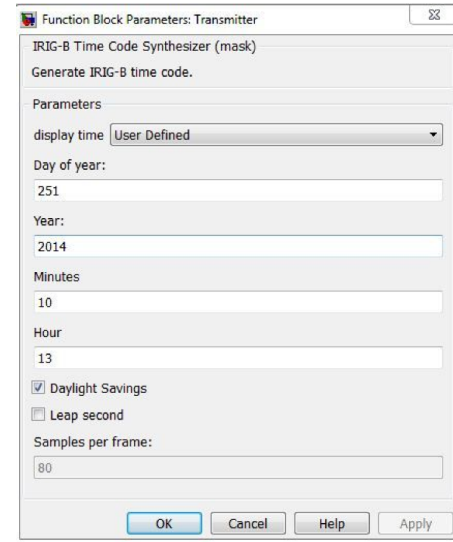 Function Block Parameters: Transmitter
IRIG-B Time Code Synthesizer (mask)
Generate IRIG-B time code.
Parameters
display time User Defined
Day of year:
251
Year:
2014
Minutes
10
Hour
13
Daylight Savings
Leap second
Samples per frame:
80
OK Cancel Help Apply